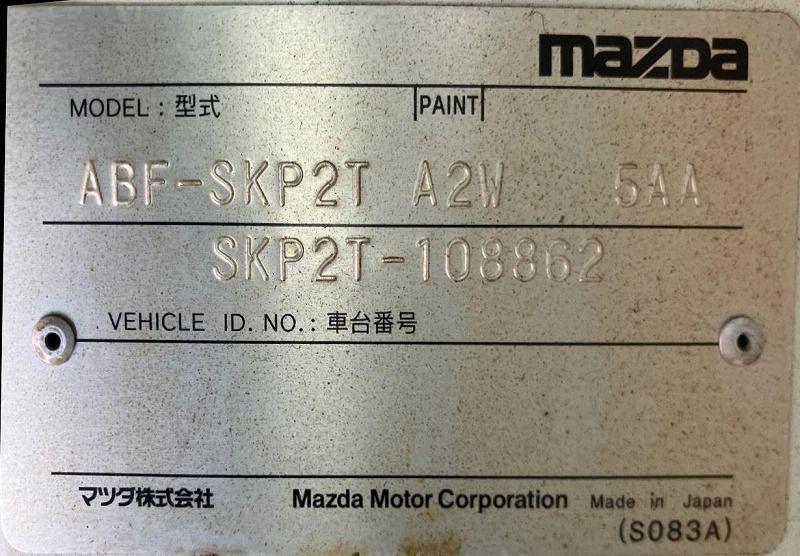 mazda
MODEL : 型式 PAINT
ABF-SKP2T A2W 5AA
SKP2T-108862
VEHICLE ID. NO. : 車台番号
マツダ株式会社 Mazda Motor Corporation Made in Japan
(S083A)